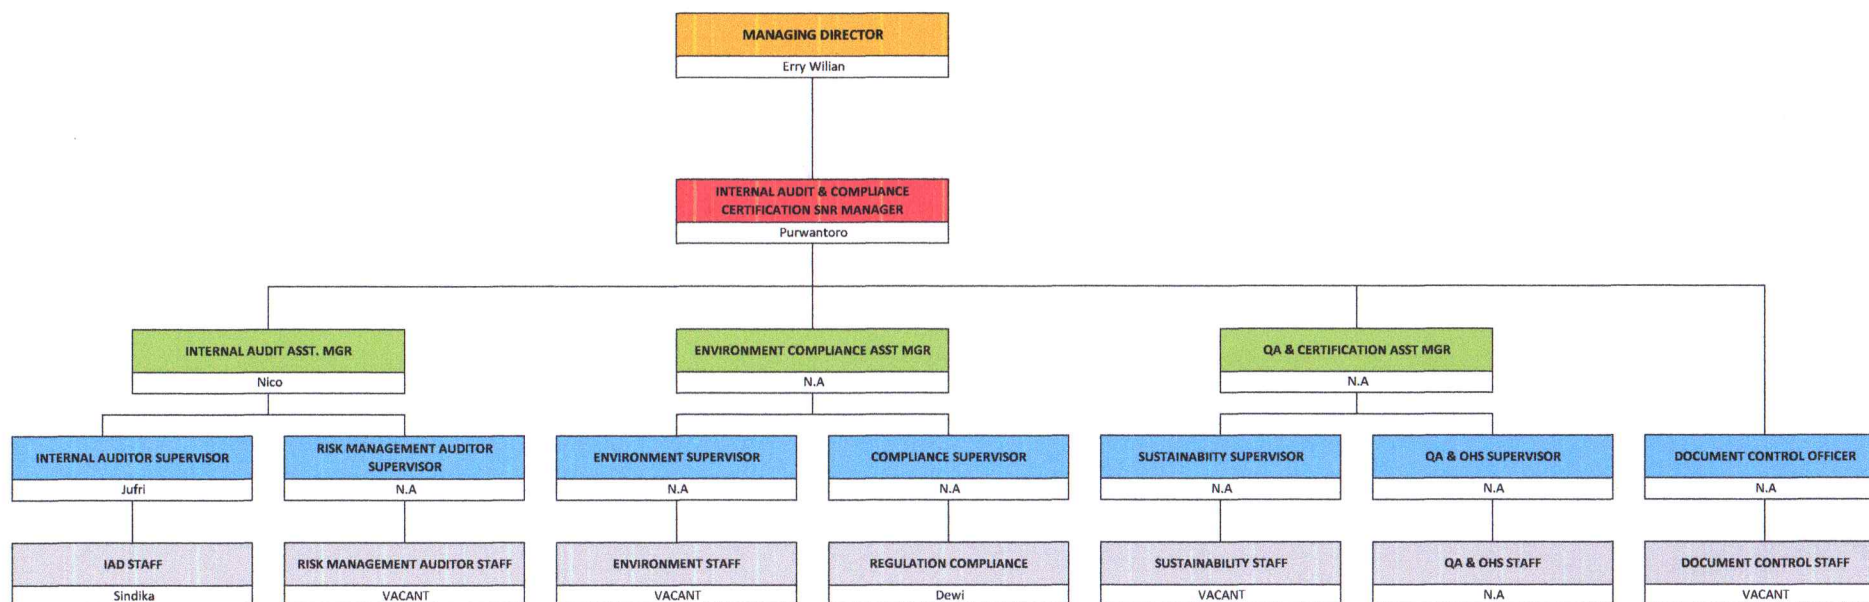 MANAGING DIRECTOR
Erry Wilian
INTERNAL AUDIT & COMPLIANCE
CERTIFICATION SNR MANAGER
Purwantoro
INTERNAL AUDIT ASST. MGR
Nico
ENVIRONMENT COMPLIANCE ASST MGR
N.A
QA & CERTIFICATION ASST MGR
N.A
INTERNAL AUDITOR SUPERVISOR
Jufri
RISK MANAGEMENT AUDITOR
SUPERVISOR
N.A
ENVIRONMENT SUPERVISOR
N.A
COMPLIANCE SUPERVISOR
N.A
SUSTAINABIITY SUPERVISOR
N.A
QA & OHS SUPERVISOR
N.A
DOCUMENT CONTROL OFFICER
N.A
IAD STAFF
Sindika
RISK MANAGEMENT AUDITOR STAFF
VACANT
ENVIRONMENT STAFF
VACANT
REGULATION COMPLIANCE
Dewi
SUSTAINABILITY STAFF
VACANT
QA & OHS STAFF
N.A
DOCUMENT CONTROL STAFF
VACANT